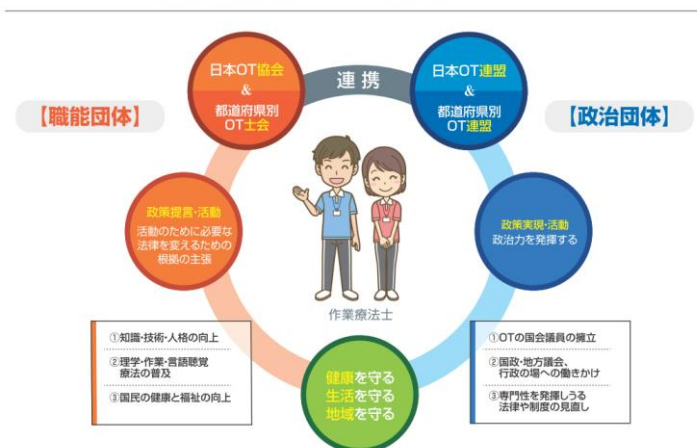 日本OT協会
&
都道府県別
OT士会
連携
日本OT連盟
&
都道府県別
OT連盟
【職能団体】
【政治団体】
政策提言・活動
活動のために必要な
法律を変えるための
根拠の主張
政策実現・活動
政治力を発揮する
作業療法士
①知識・技術・人格の向上
②理学・作業・言語聴覚
療法の普及
③国民の健康と福祉の向上
健康を守る
生活を守る
地域を守る
①OTの国会議員の擁立
②国政・地方議会、
行政の場への働きかけ
③専門性を発揮しうる
法律や制度の見直し